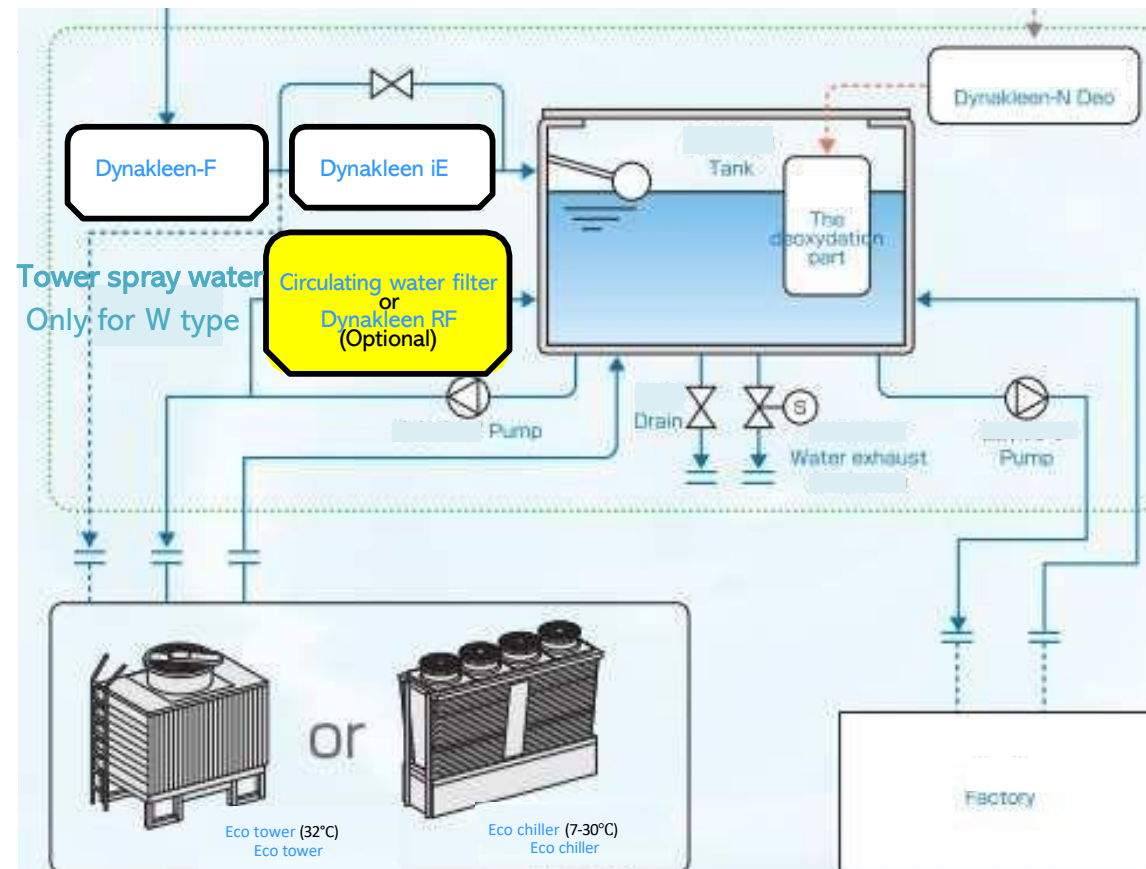 Dynakleen-N Deo
Dynakleen-F
Dynakleen iE
Tank
The
deoxydation
part
Tower spray water
Only for W type
Circulating water filter
or
Dynakleen RF
(Optional)
Pump
Drain
S
Water exhaust
Pump
or
Eco tower (32°C)
Eco tower
Eco chiller (7-30℃)
Eco chiller
Factory